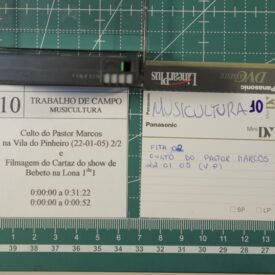 Panasonic
DVC
LinearPlus
10
TRABALHO DE CAMPO
MUSICULTURA
Culto do Pastor Marcos
na Vila do Pinheiro (22-01-05) 2/2
e
Filmagem do Cartaz do show de
Bebeto na Lona
0:00:00 a 0:31:22
0:00:00 a 0:00:52
Panasonic
MUSICULTURA 10
Panasonic
Mini DV
FITA 02
CULTO DO PASTOR MARCOS
22 01 05 (V.P)
SP LP
39 38 37 36 35 34 33 32 31 30 29 28 27 26 25 24 23 22 21 20 19 18 17 16 15 14 13